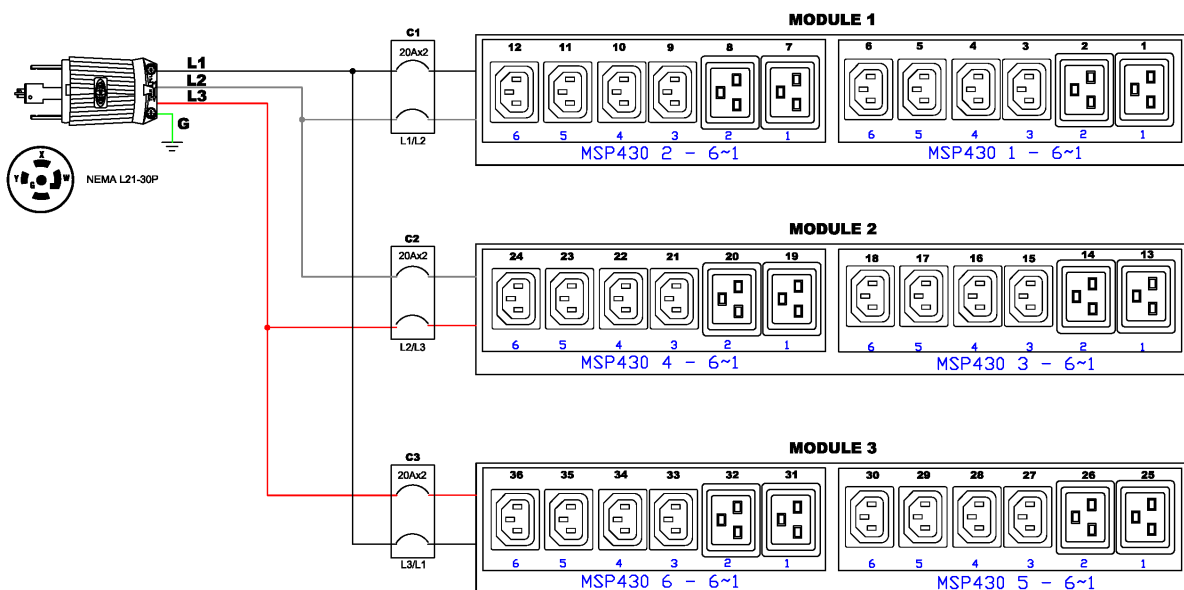 MODULE 1
C1
20Ax2
L1/L2
12 11 10 9 8 7 6 5 4 3 2 1
6 5 4 3 2 1 6 5 4 3 2 1
MSP430 2 - 6~1 MSP430 1 - 6~1
L1
L2
L3
G
X
Y G W
NEMA L21-30P
MODULE 2
C2
20Ax2
L2/L3
24 23 22 21 20 19 18 17 16 15 14 13
6 5 4 3 2 1 6 5 4 3 2 1
MSP430 4 - 6~1 MSP430 3 - 6~1
MODULE 3
C3
20Ax2
L3/L1
36 35 34 33 32 31 30 29 28 27 26 25
6 5 4 3 2 1 6 5 4 3 2 1
MSP430 6 - 6~1 MSP430 5 - 6~1